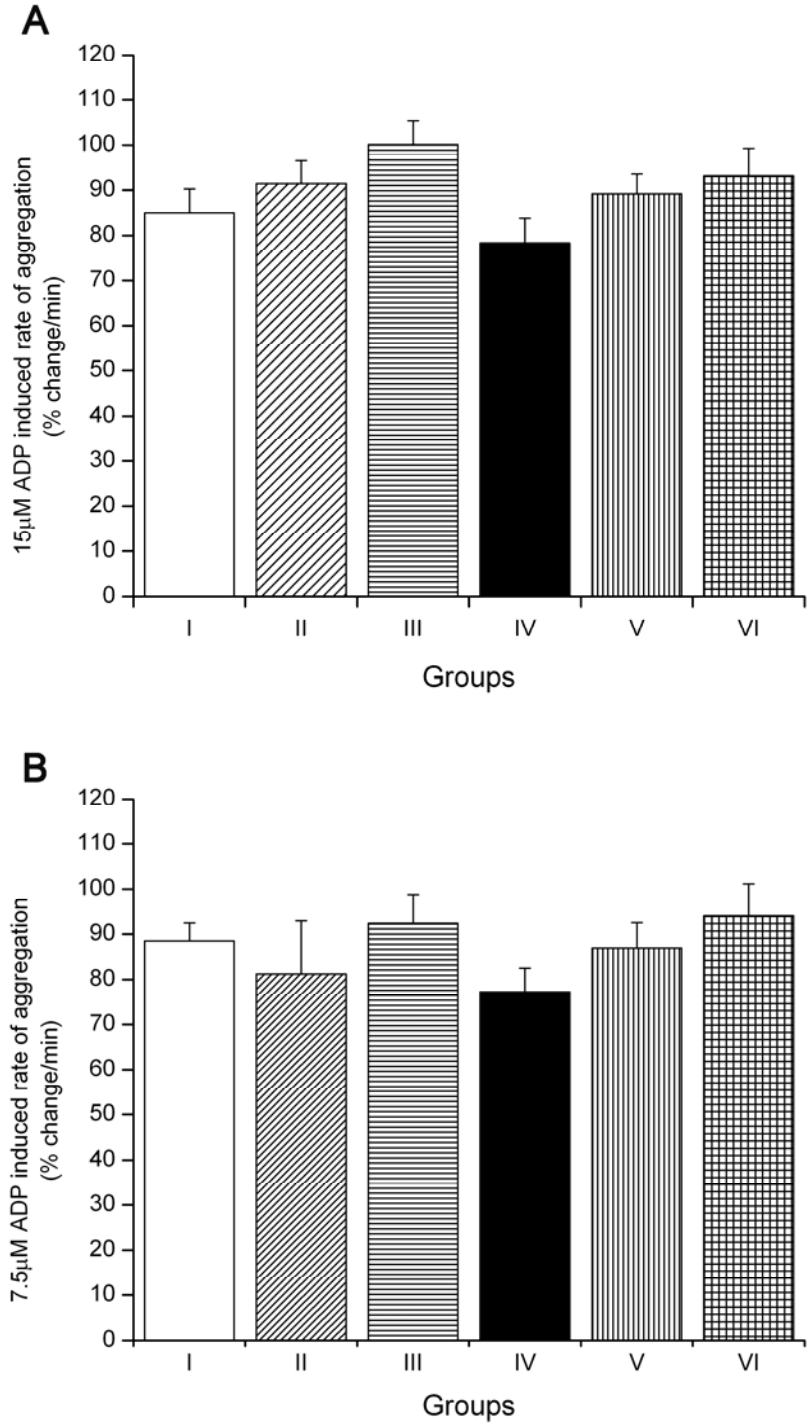 A
120
110
100
90
80
70
60
50
40
30
20
10
0
15μM ADP induced rate of aggregation
(% change/min)
I II III IV V VI
Groups
B
120
110
100
90
80
70
60
50
40
30
20
10
0
7.5μM ADP induced rate of aggregation
(% change/min)
I II III IV V VI
Groups